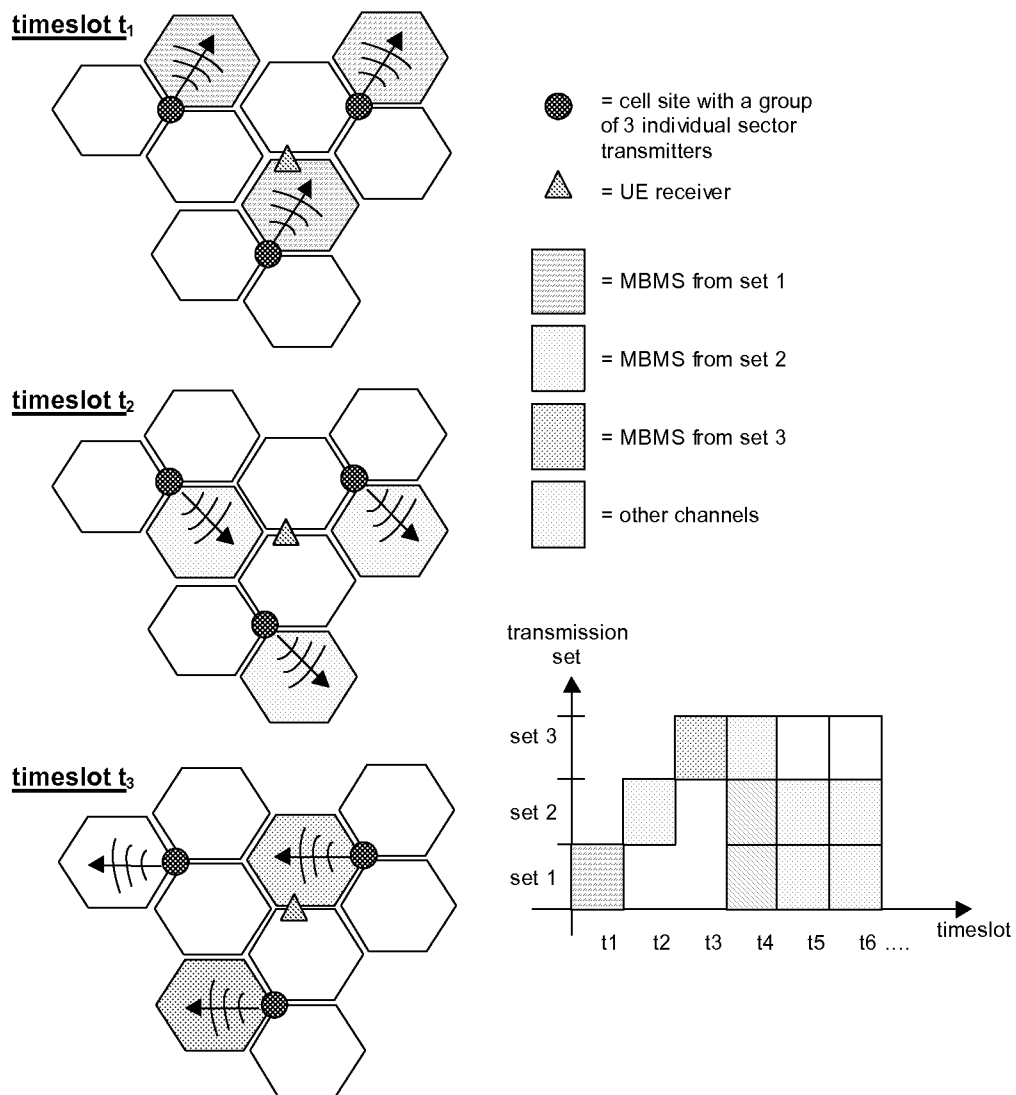 timeslot t1
= cell site with a group
of 3 individual sector
transmitters
= UE receiver
= MBMS from set 1
= MBMS from set 2
= MBMS from set 3
= other channels
timeslot t2
timeslot t3
transmission
set
set 3
set 2
set 1
t1 t2 t3 t4 t5 t6 ....
timeslot